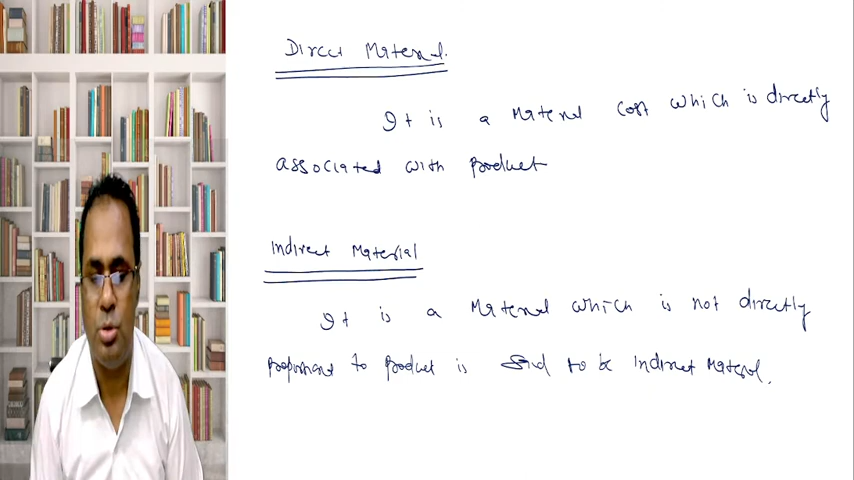 Direct Material.
It is a Material cost which is directly
associated with product
Indirect Material
It is a Material which is not directly
to product is said to be Indirect Material.